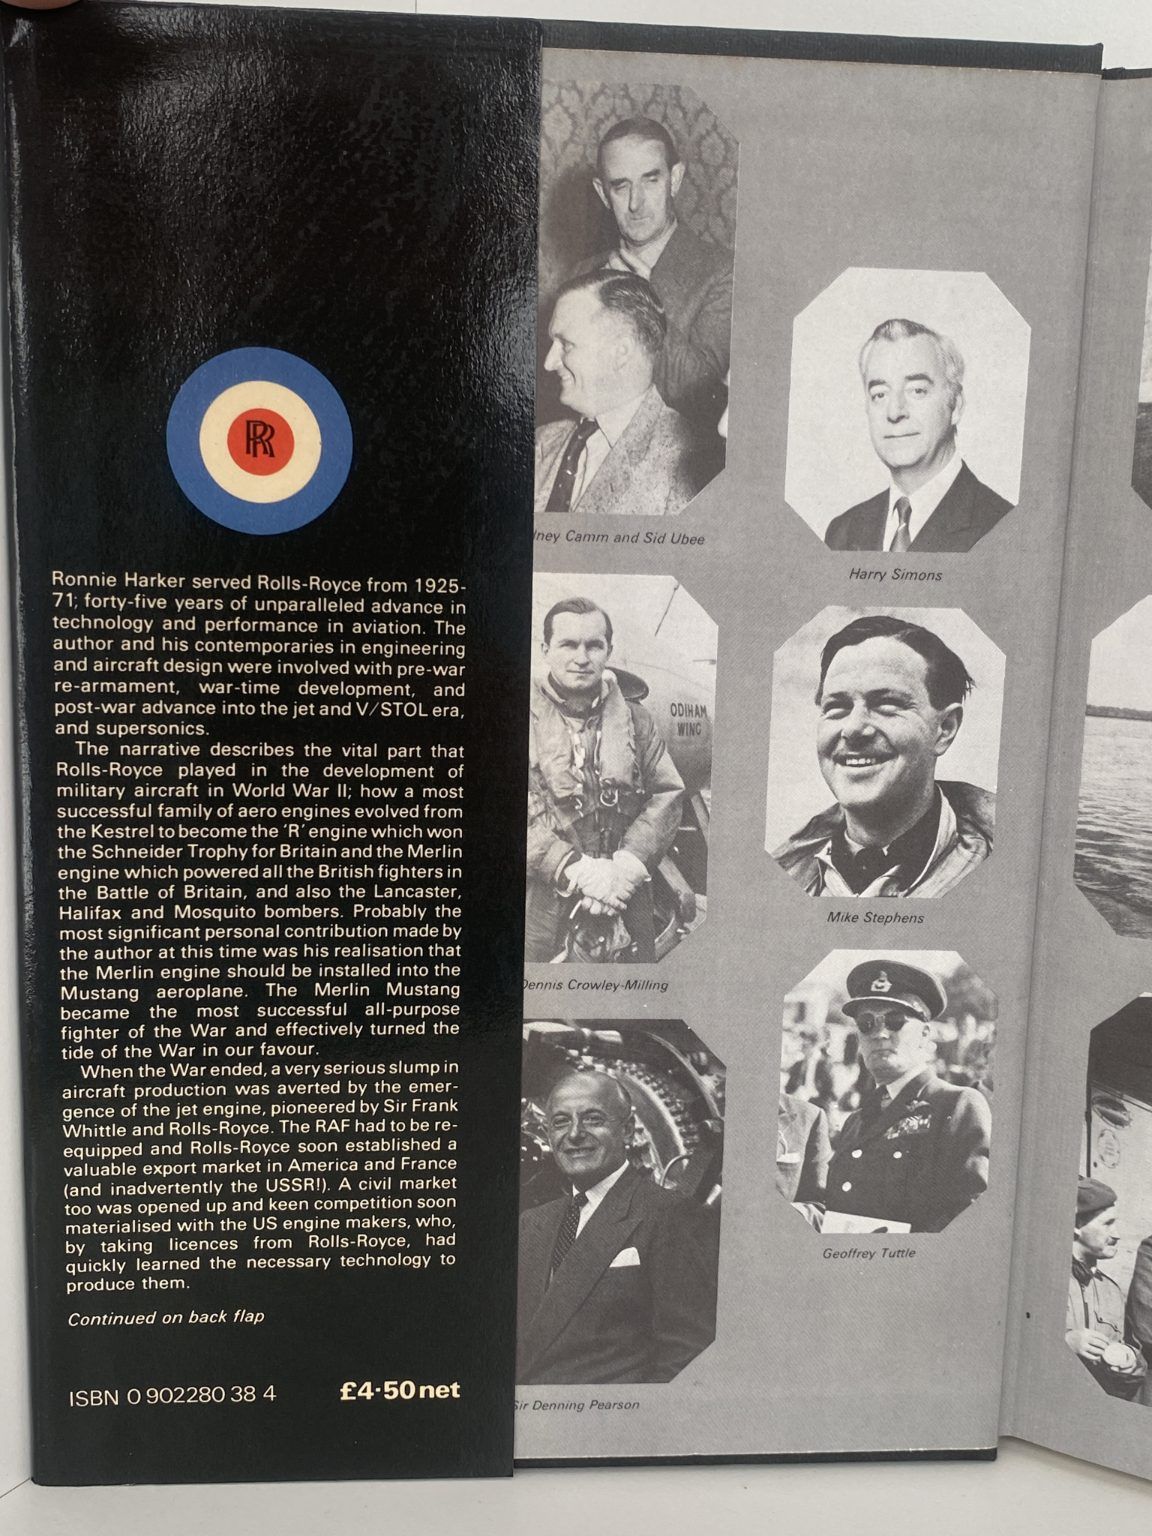 RR
Ronnie Harker served Rolls-Royce from 1925-
71; forty-five years of unparalleled advance in
technology and performance in aviation. The
author and his contemporaries in engineering
and aircraft design were involved with pre-war
re-armament, war-time development, and
post-war advance into the jet and V/STOL era,
and supersonics.
The narrative describes the vital part that
Rolls-Royce played in the development of
military aircraft in World War II; how a most
successful family of aero engines evolved from
the Kestrel to become the 'R' engine which won
the Schneider Trophy for Britain and the Merlin
engine which powered all the British fighters in
the Battle of Britain, and also the Lancaster,
Halifax and Mosquito bombers. Probably the
most significant personal contribution made by
the author at this time was his realisation that
the Merlin engine should be installed into the
Mustang aeroplane. The Merlin Mustang
became the most successful all-purpose
fighter of the War and effectively turned the
tide of the War in our favour.
When the War ended, a very serious slump in
aircraft production was averted by the emer-
gence of the jet engine, pioneered by Sir Frank
Whittle and Rolls-Royce. The RAF had to be re-
equipped and Rolls-Royce soon established a
valuable export market in America and France
(and inadvertently the USSR!). A civil market
too was opened up and keen competition soon
materialised with the US engine makers, who,
by taking licences from Rolls-Royce, had
quickly learned the necessary technology to
produce them.
Continued on back flap
ISBN 0 902280 38 4
£4·50 net
Camm and Sid Ubee
Harry Simons
ODIHAM
WING
Dennis Crowley-Milling
Mike Stephens
Sir Denning Pearson
Geoffrey Tuttle